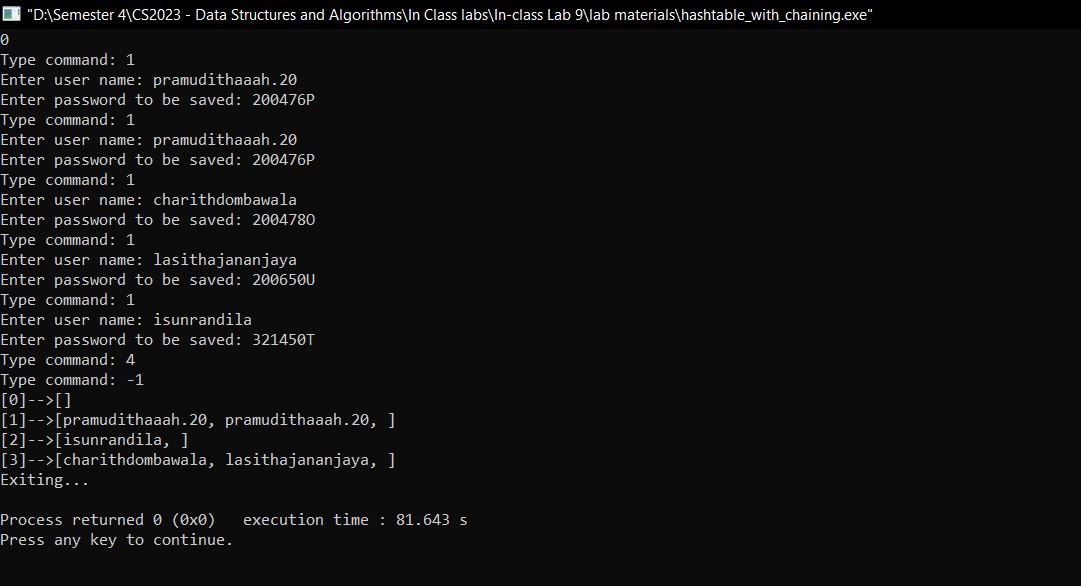 "D:\Semester 4\CS2023 - Data Structures and Algorithms\In Class labs\In-class Lab 9\lab materials\hashtable_with_chaining.exe"
0
Type command: 1
Enter user name: pramudithaaah.20
Enter password to be saved: 200476P
Type command: 1
Enter user name: pramudithaaah.20
Enter password to be saved: 200476P
Type command: 1
Enter user name: charithdombawala
Enter password to be saved: 200478O
Type command: 1
Enter user name: lasithajananjaya
Enter password to be saved: 200650U
Type command: 1
Enter user name: isunrandila
Enter password to be saved: 321450T
Type command: 4
Type command: -1
[0]-->[]
[1]-->[pramudithaaah.20, pramudithaaah.20, ]
[2]-->[isunrandila, ]
[3]-->[charithdombawala, lasithajananjaya, ]
Exiting...
Process returned 0 (0x0)   execution time : 81.643 s
Press any key to continue.